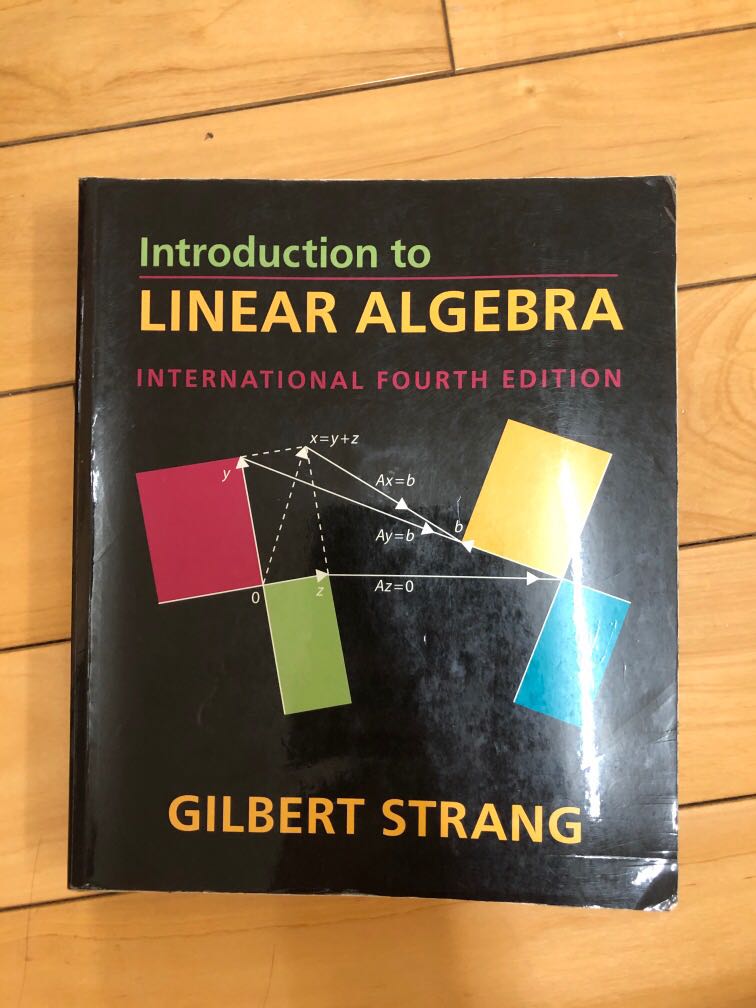 Introduction to
LINEAR ALGEBRA
INTERNATIONAL FOURTH EDITION
x=y+z
y
Ax=b
b
Ay=b
0
z
Az=0
GILBERT STRANG